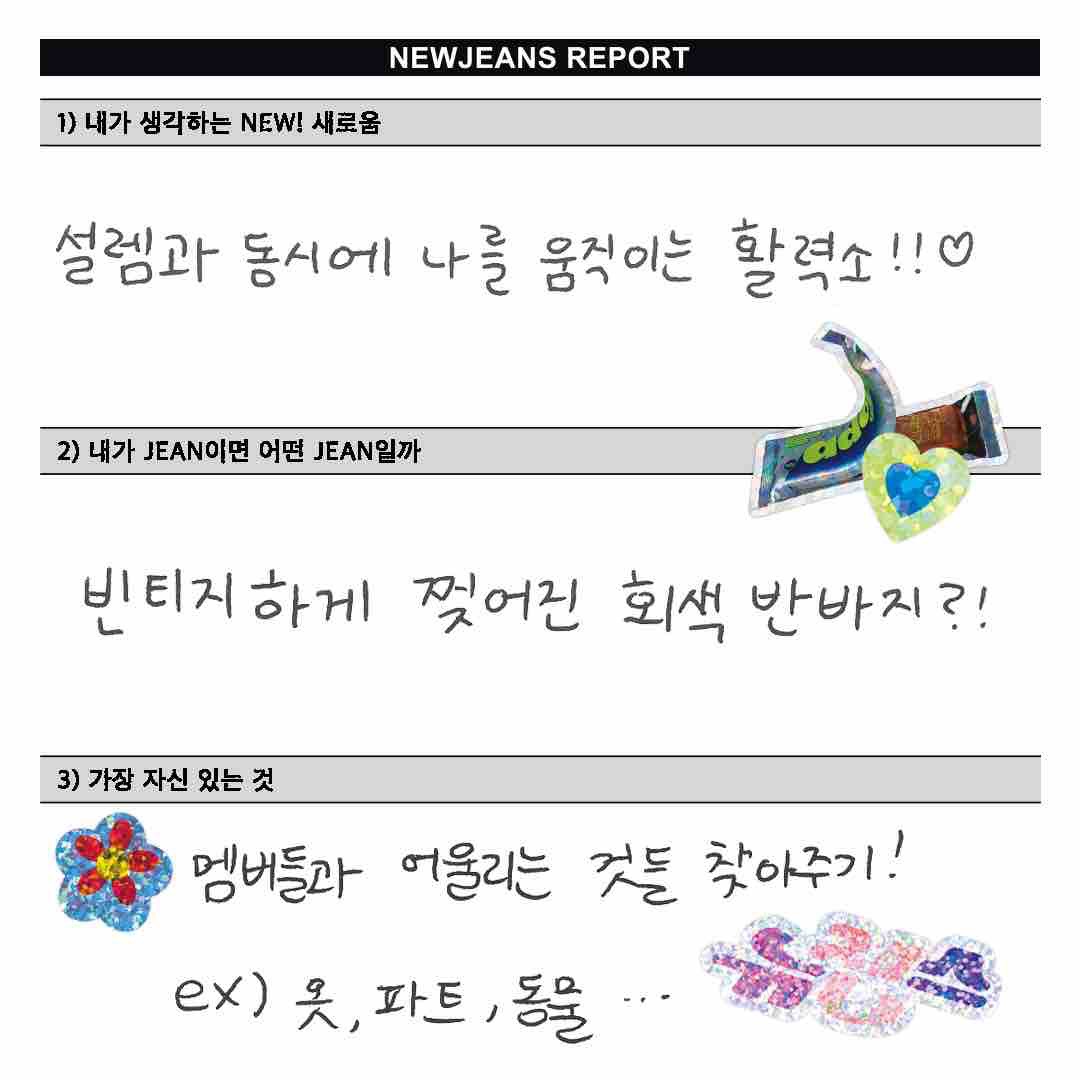 NEWJEANS REPORT
1) 내가 생각하는 NEW! 새로움
설렘과 동시에 나를 움직이는 활력소!!♡
2) 내가 JEAN이면 어떤 JEAN일까
빈티지하게 찢어진 회색 반바지?!
3) 가장 자신 있는 것
멤버들과 어울리는 것들 찾아주기!
ex) 옷, 파트, 동물 ...
뉴진스